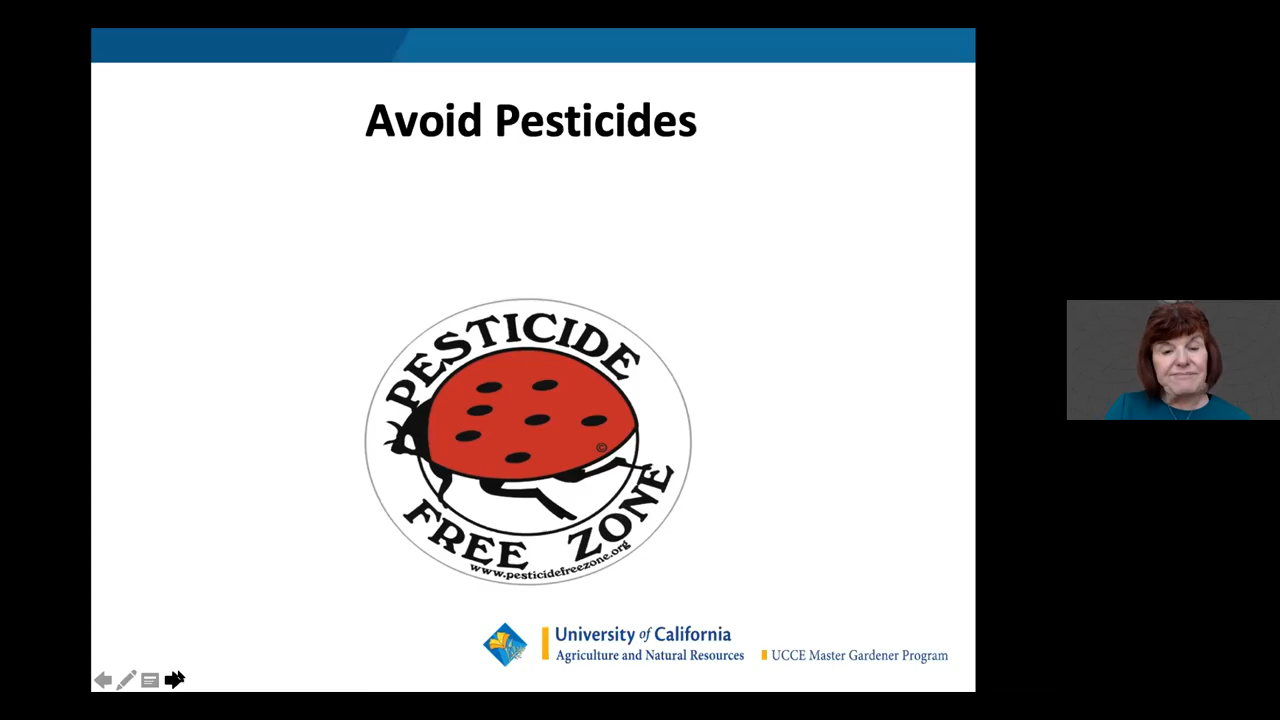 Avoid Pesticides
PESTICIDE
©
FREE ZONE
www.pesticidefreezone.org
University of California
Agriculture and Natural Resources
UCCE Master Gardener Program